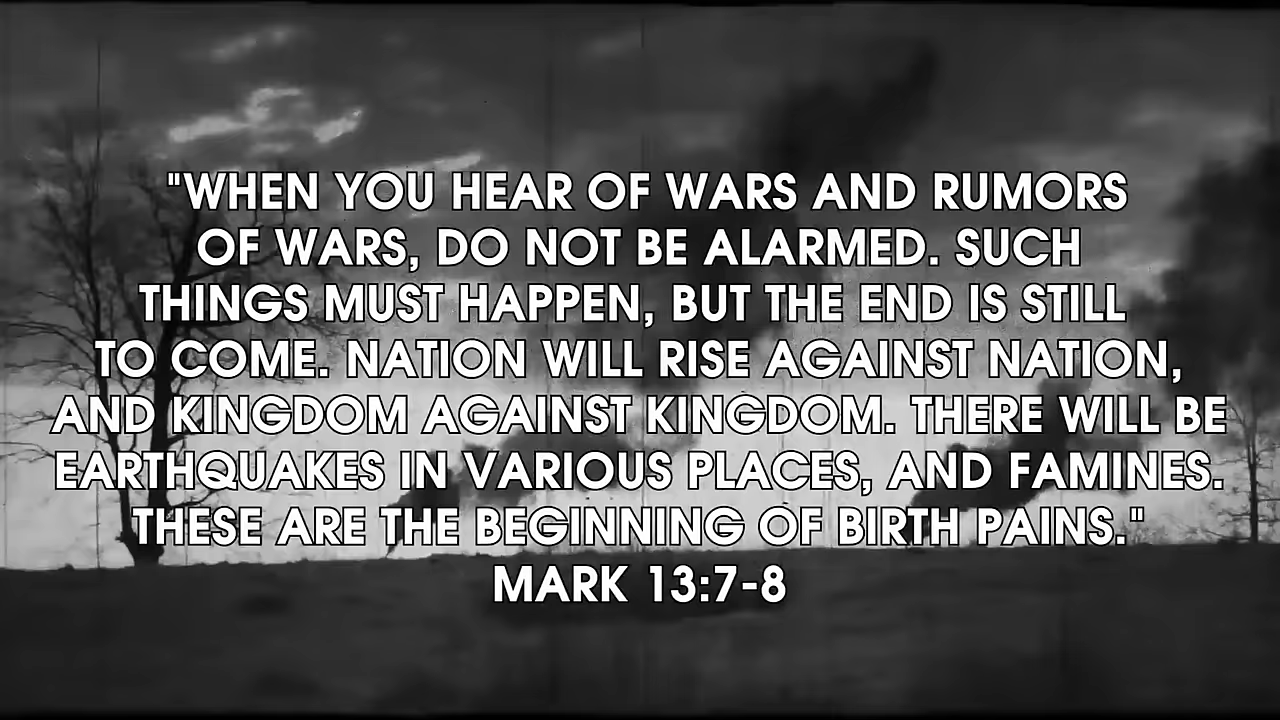 "WHEN YOU HEAR OF WARS AND RUMORS
OF WARS, DO NOT BE ALARMED. SUCH
THINGS MUST HAPPEN, BUT THE END IS STILL
TO COME. NATION WILL RISE AGAINST NATION,
AND KINGDOM AGAINST KINGDOM. THERE WILL BE
EARTHQUAKES IN VARIOUS PLACES, AND FAMINES.
THESE ARE THE BEGINNING OF BIRTH PAINS."
MARK 13:7-8